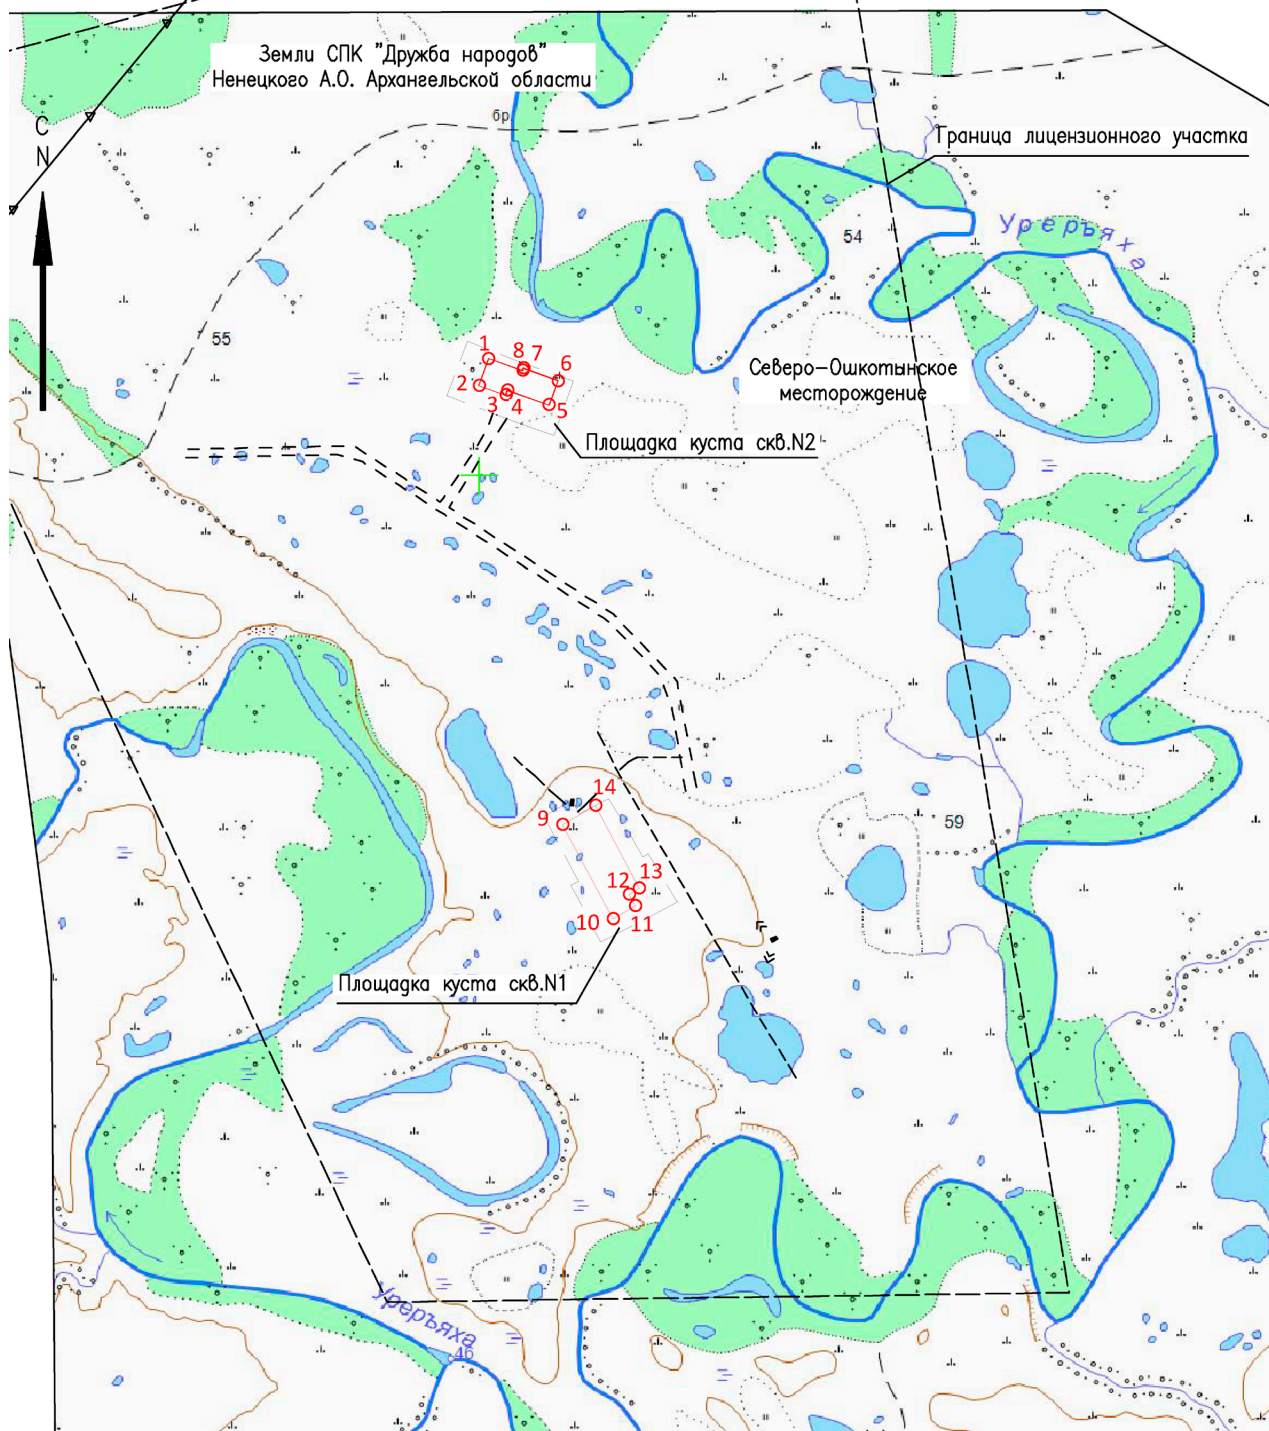 Земли СПК "Дружба народов"
Ненецкого А.О. Архангельской области
С
N
бр.
Граница лицензионного участка
54
Уреръяха
55
1
8
7
6
2
3
4
5
Северо-Ошкотынское
месторождение
Площадка куста скв.N2
14
9
59
13
12
10
11
Площадка куста скв.N1
Уреръяха
46